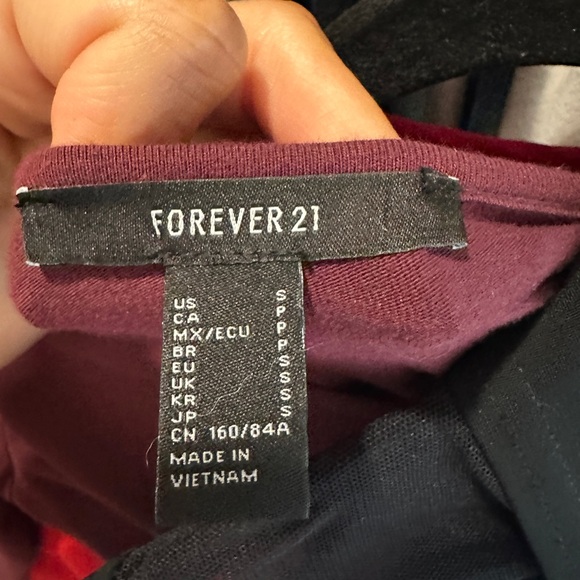 FOREVER 21
US S
CA P
MX/ECU P
BR P
EU S
UK S
KR S
JP S
CN 160/84A
MADE IN
VIETNAM